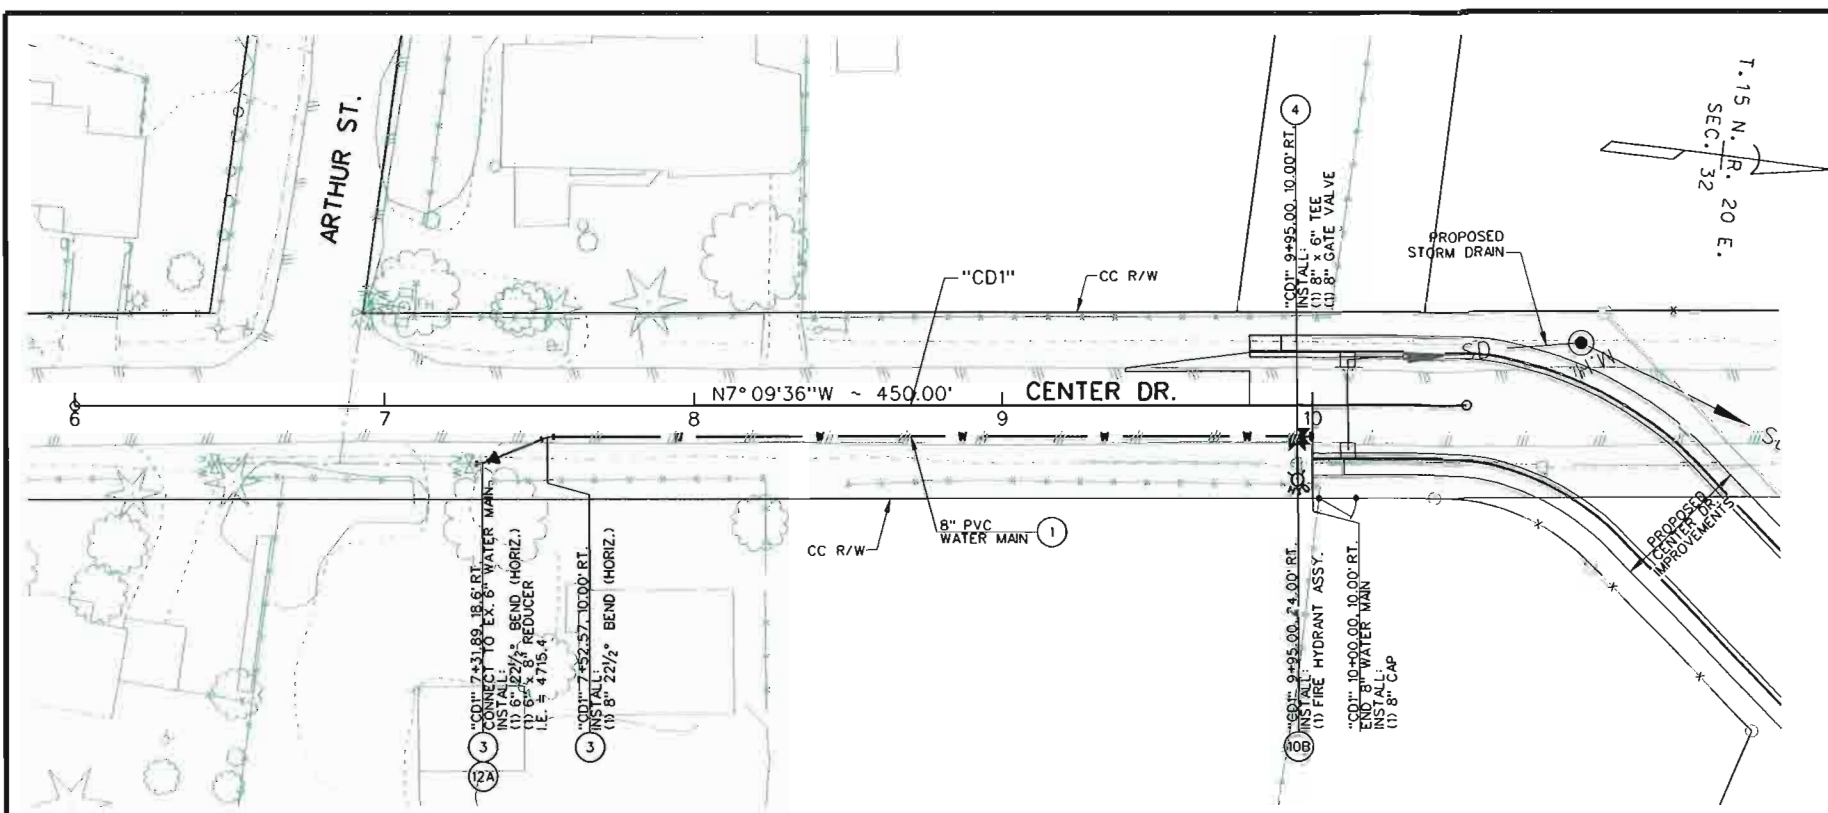 ARTHUR ST.
T. 15 N. R. 20 E.
SEC. 32
4
"CD1" 9+95.00, 10.00' RT.
INSTALL:
(1) 8" x 6" TEE
(1) 8" GATE VALVE
PROPOSED
STORM DRAIN
"CD1"
CC R/W
SD
N7° 09'36"W ~ 450.00'
CENTER DR.
6
7
8
9
10
W
W
W
W
8" PVC
WATER MAIN
1
CC R/W
PROPOSED
CENTER DR.
IMPROVEMENTS
"CD1" 7+31.89, 18.6' RT.
CONNECT TO EX. 6" WATER MAIN.
INSTALL:
(1) 6" 22½° BEND (HORIZ.)
(1) 6" x 8" REDUCER
I.E. = 4715.4
3
12A
"CD1" 7+52.57, 10.00' RT.
INSTALL:
(1) 8" 22½° BEND (HORIZ.)
3
"CD1" 9+95.00, 24.00' RT.
INSTALL:
(1) FIRE HYDRANT ASSY.
10B
"CD1" 10+00.00, 10.00' RT.
END 8" WATER MAIN
INSTALL:
(1) 8" CAP